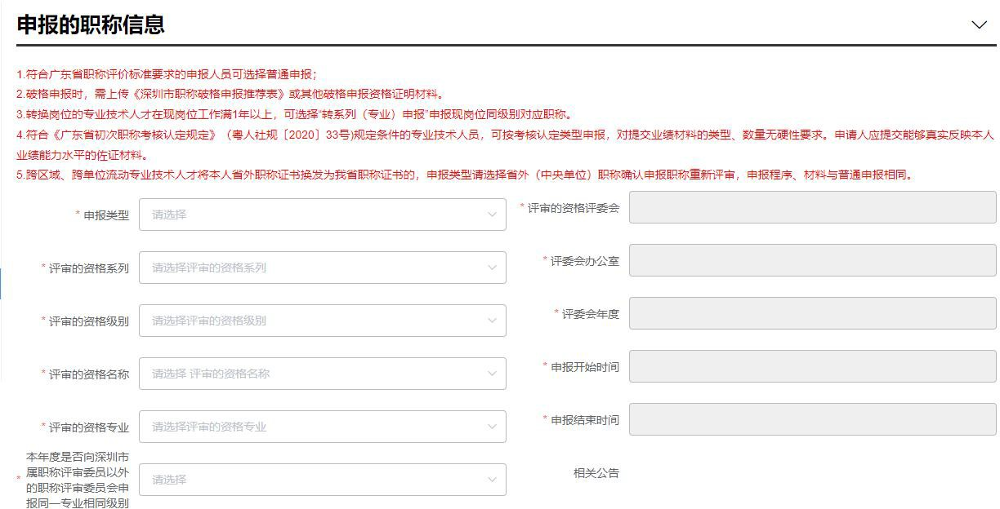 申报的职称信息
1.符合广东省职称评价标准要求的申报人员可选择普通申报；
2.破格申报时，需上传《深圳市职称破格申报推荐表》或其他破格申报资格证明材料。
3.转换岗位的专业技术人才在现岗位工作满1年以上，可选择“转系列（专业）申报”申报现岗位同级别对应职称。
4.符合《广东省初次职称考核认定规定》（粤人社规〔2020〕33号)规定条件的专业技术人员，可按考核认定类型申报，对提交业绩材料的类型、数量无硬性要求。申请人应提交能够真实反映本人
业绩能力水平的佐证材料。
5.跨区域、跨单位流动专业技术人才将本人省外职称证书换发为我省职称证书的，申报类型请选择省外（中央单位）职称确认申报职称重新评审，申报程序、材料与普通申报相同。
* 申报类型 请选择
* 评审的资格评委会
* 评审的资格系列 请选择评审的资格系列
* 评委会办公室
* 评审的资格级别 请选择评审的资格级别
* 评委会年度
* 评审的资格名称 请选择 评审的资格名称
* 申报开始时间
* 评审的资格专业 请选择评审的资格专业
* 申报结束时间
本年度是否向深圳市
* 属职称评审委员以外
的职称评审委员会申
报同一专业相同级别
请选择
相关公告